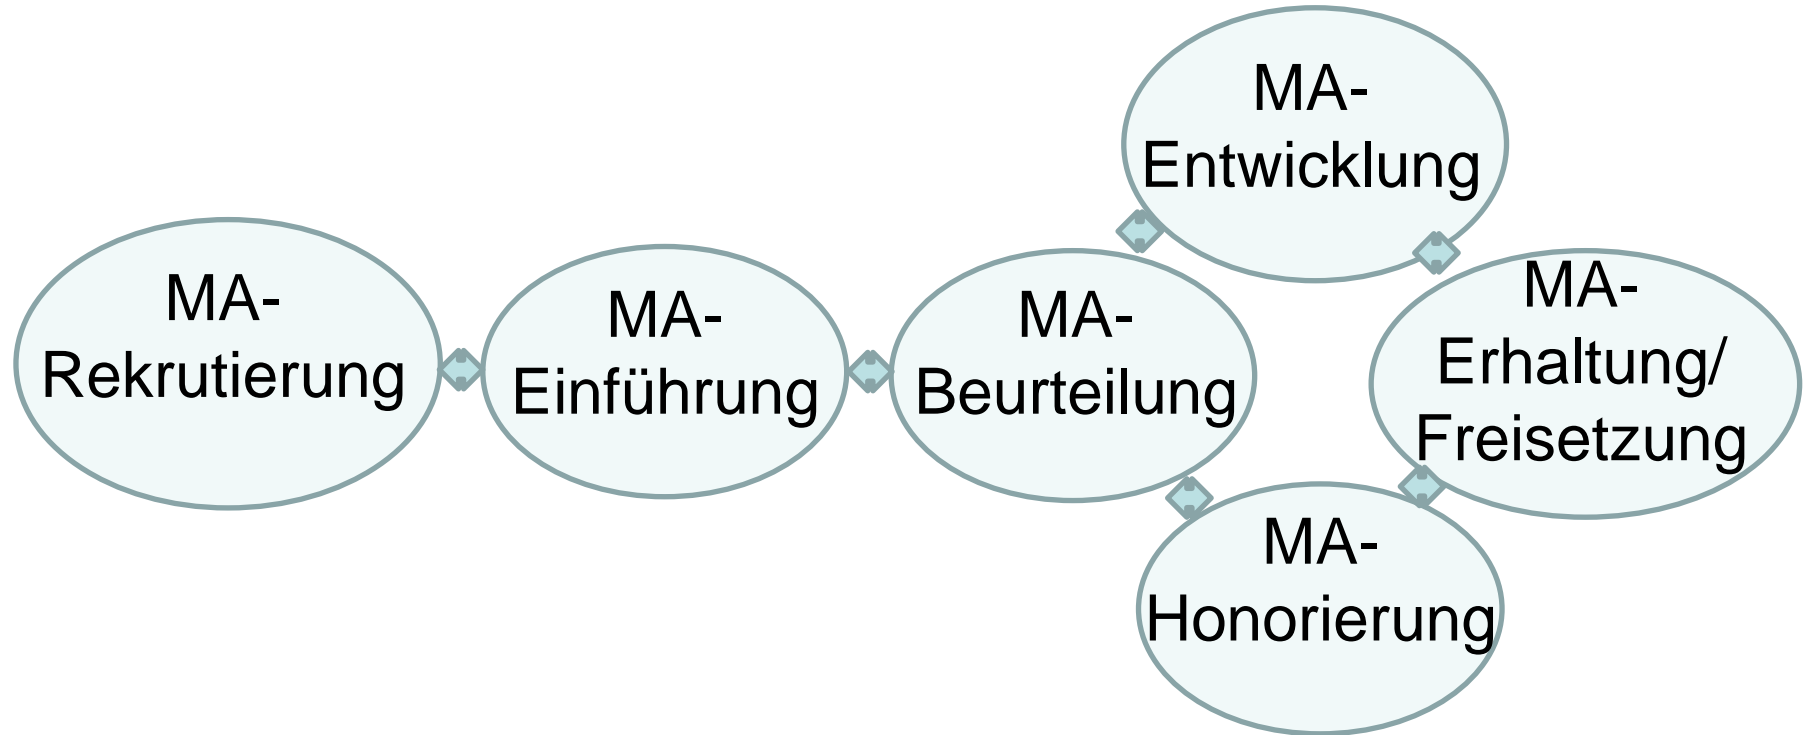 MA-
Rekrutierung
MA-
Einführung
MA-
Beurteilung
MA-
Entwicklung
MA-
Erhaltung/
Freisetzung
MA-
Honorierung